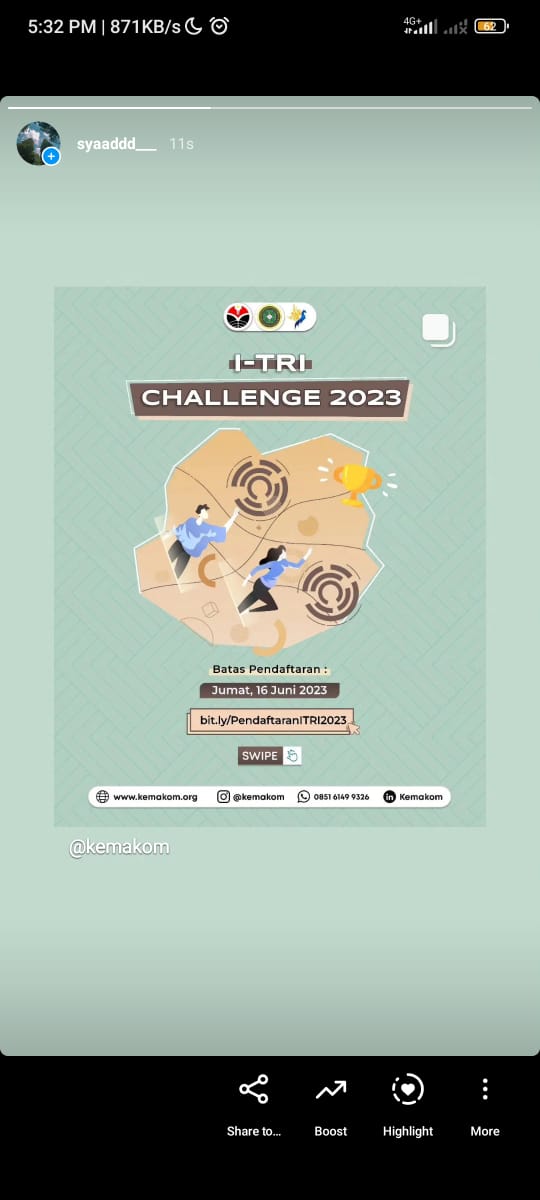 5:32 PM | 871KB/s
4G+
62
syaaddd___ 11s
I-TRI
CHALLENGE 2023
Batas Pendaftaran :
Jumat, 16 Juni 2023
bit.ly/PendaftaranITRI2023
SWIPE
www.kemakom.org @kemakom 0851 6149 9326 Kemakom
@kemakom
Share to... Boost Highlight More